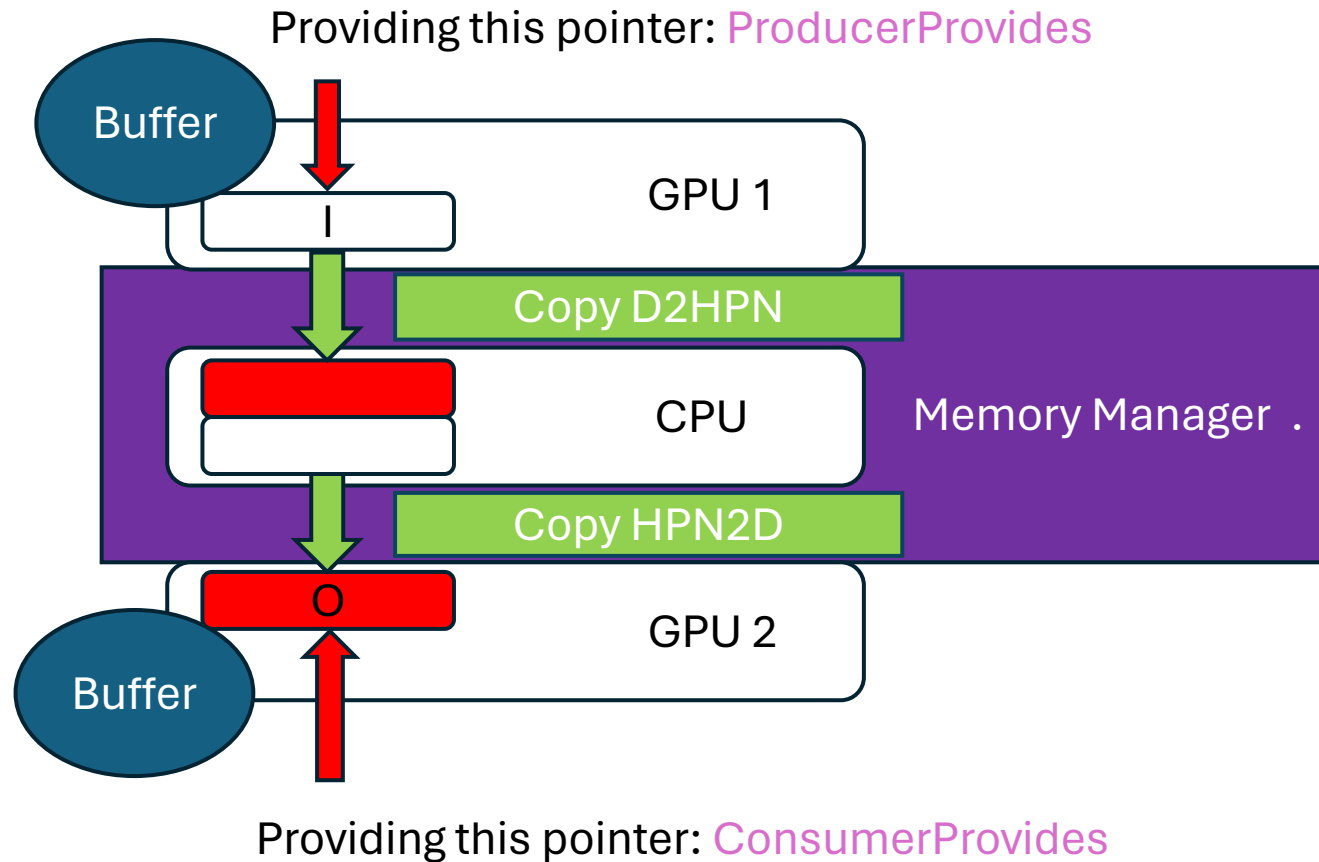 Providing this pointer: ProducerProvides
Buffer
GPU 1
I
Copy D2HPN
CPU
Memory Manager .
Copy HPN2D
O
GPU 2
Buffer
Providing this pointer: ConsumerProvides